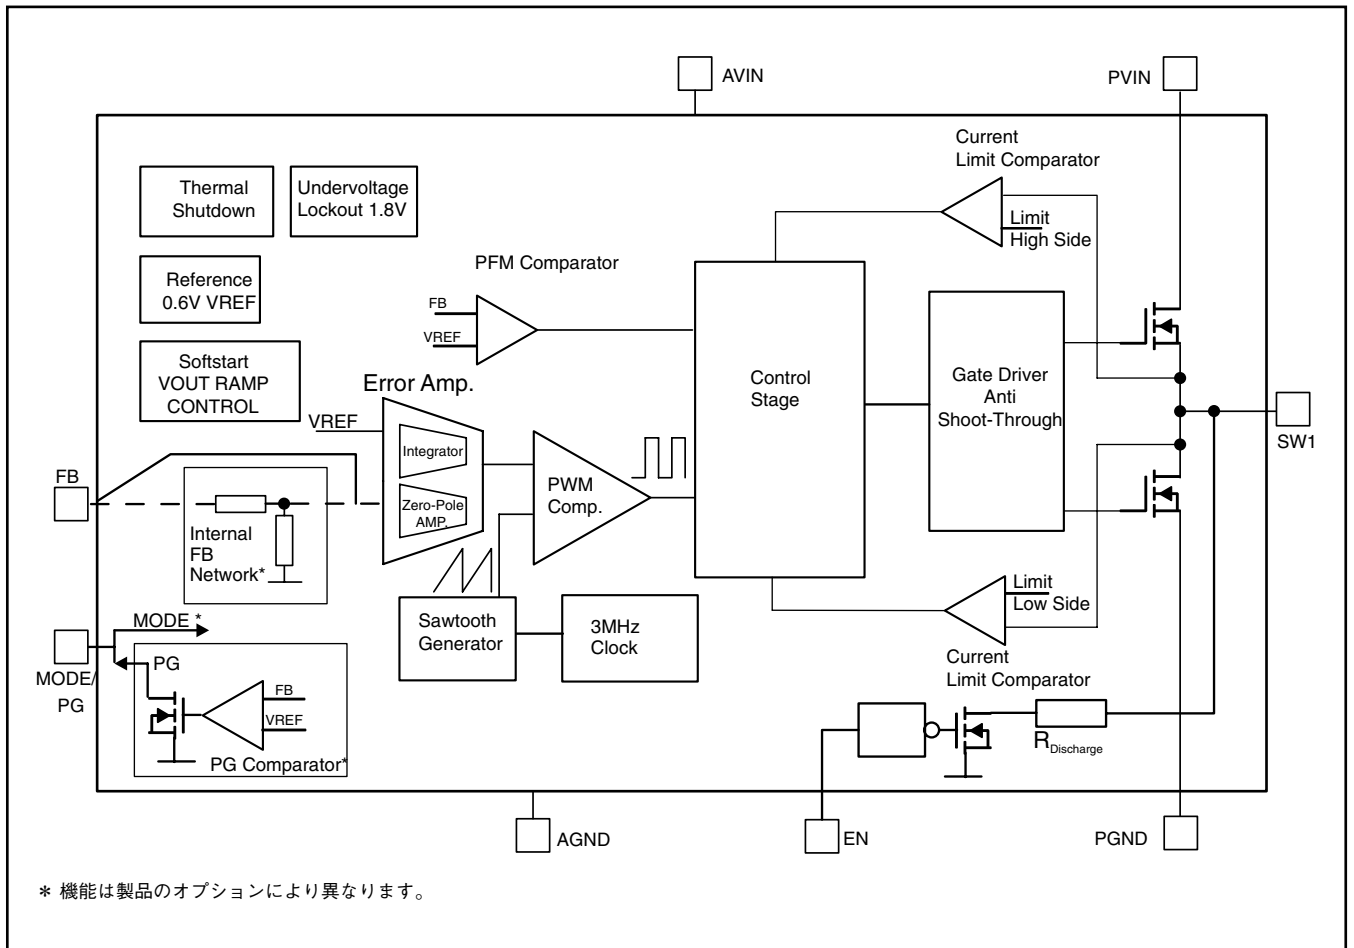 AVIN
PVIN
Current
Limit Comparator
Thermal
Shutdown
Undervoltage
Lockout 1.8V
Limit
High Side
Reference
0.6V VREF
PFM Comparator
FB
VREF
Softstart
VOUT RAMP
CONTROL
Error Amp.
VREF
Integrator
Zero-Pole
AMP.
PWM
Comp.
Control
Stage
Gate Driver
Anti
Shoot-Through
SW1
FB
Internal
FB
Network*
Sawtooth
Generator
3MHz
Clock
Limit
Low Side
Current
Limit Comparator
MODE *
PG
MODE/
PG
FB
VREF
PG Comparator*
RDischarge
AGND
EN
PGND
* 機能は製品のオプションにより異なります。